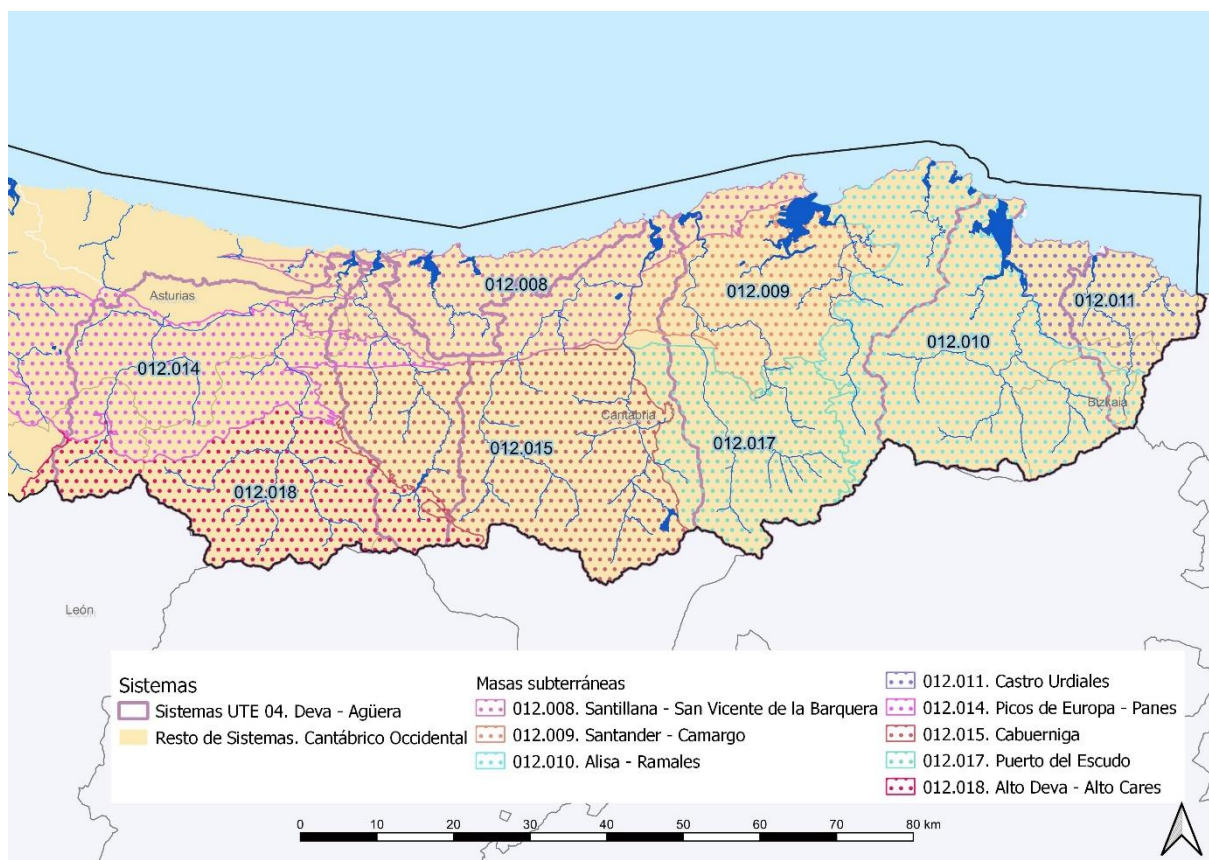 012.008
012.009
012.011
Asturias
012.010
012.014
Bizkaia
Cantabria
012.015
012.017
012.018
León
Sistemas
Sistemas UTE 04. Deva - Agüera
Resto de Sistemas. Cantábrico Occidental
Masas subterráneas
012.008. Santillana - San Vicente de la Barquera
012.009. Santander - Camargo
012.010. Alisa - Ramales
012.011. Castro Urdiales
012.014. Picos de Europa - Panes
012.015. Cabuerniga
012.017. Puerto del Escudo
012.018. Alto Deva - Alto Cares
0 10 20 30 40 50 60 70 80 km